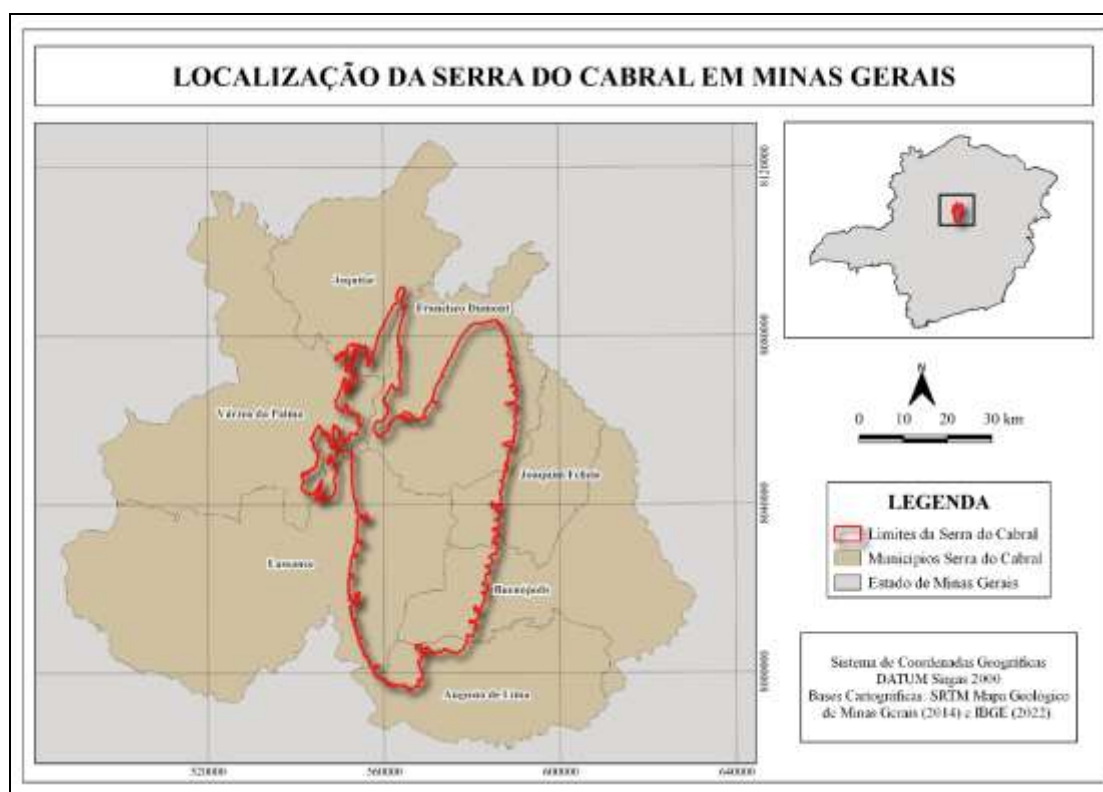 LOCALIZAÇÃO DA SERRA DO CABRAL EM MINAS GERAIS
Jequitaí
Francisco Dumont
Várzea da Palma
Joaquim Felício
Lassance
Buenópolis
Augusto de Lima
8120000
8080000
8040000
8000000
520000
560000
600000
640000
N
0 10 20 30 km
LEGENDA
Limites da Serra do Cabral
Municípios Serra do Cabral
Estado de Minas Gerais
Sistema de Coordenadas Geográficas
DATUM Sirgas 2000
Bases Cartográficas: SRTM Mapa Geológico
de Minas Gerais (2014) e IBGE (2022)